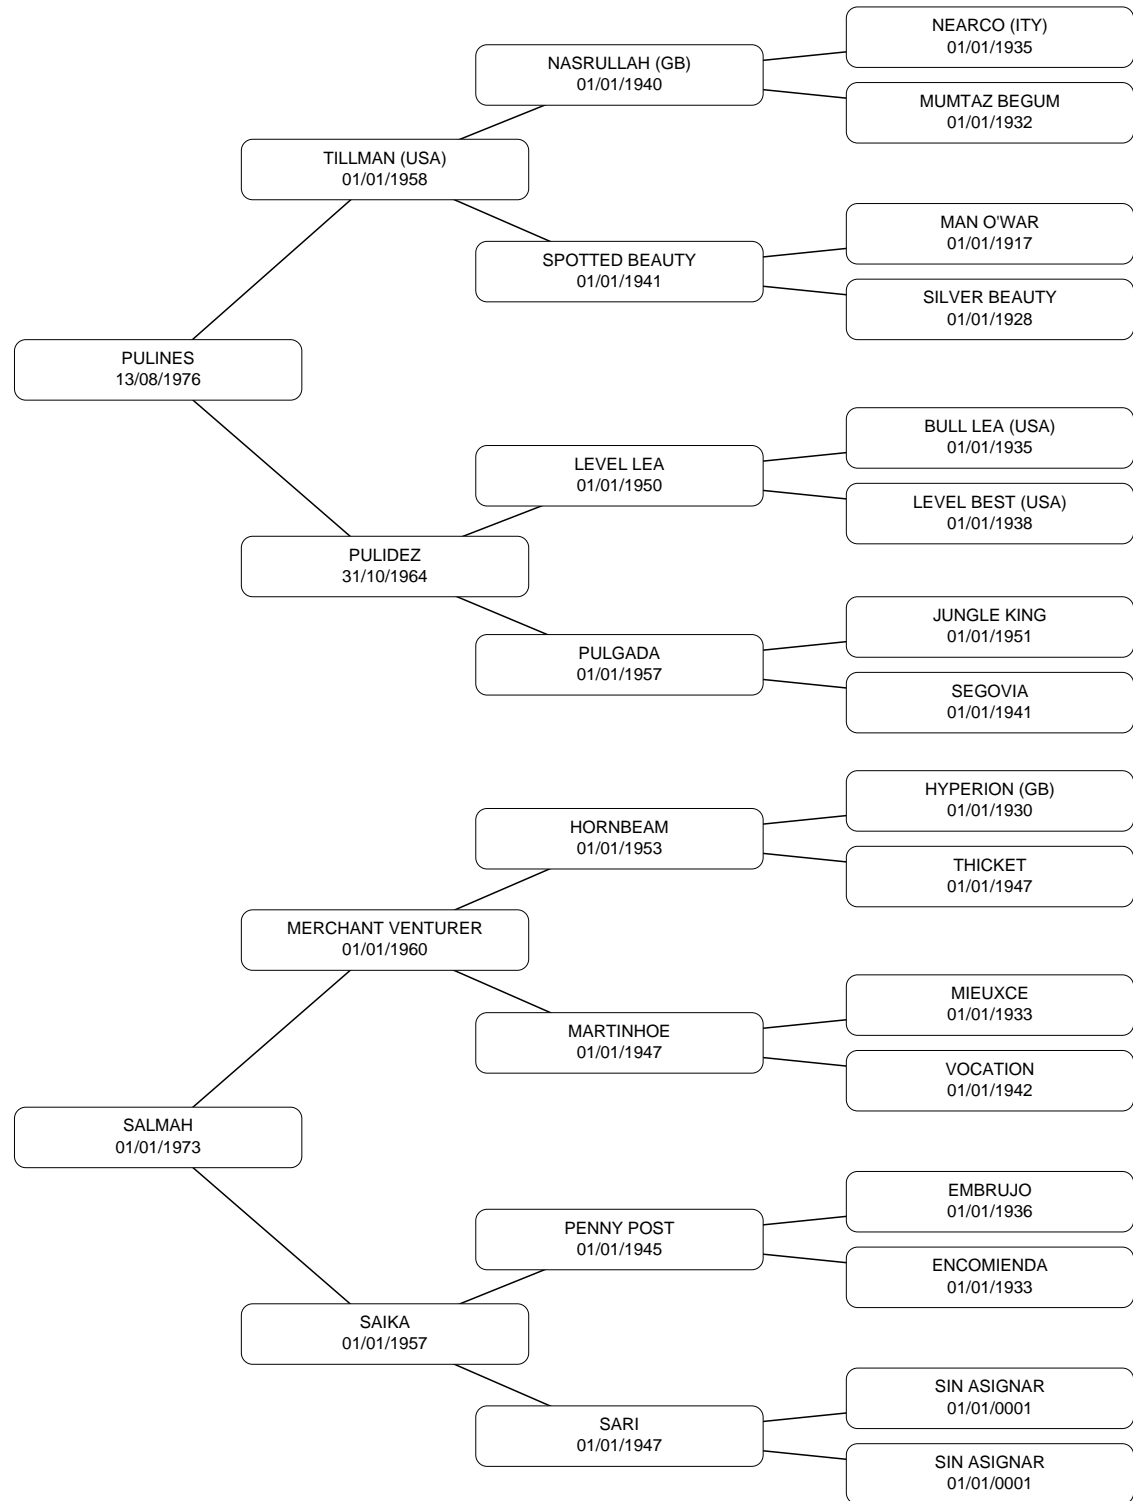 NEARCO (ITY)
01/01/1935
NASRULLAH (GB)
01/01/1940
MUMTAZ BEGUM
01/01/1932
TILLMAN (USA)
01/01/1958
MAN O'WAR
01/01/1917
SPOTTED BEAUTY
01/01/1941
SILVER BEAUTY
01/01/1928
PULINES
13/08/1976
BULL LEA (USA)
01/01/1935
LEVEL LEA
01/01/1950
LEVEL BEST (USA)
01/01/1938
PULIDEZ
31/10/1964
JUNGLE KING
01/01/1951
PULGADA
01/01/1957
SEGOVIA
01/01/1941
HYPERION (GB)
01/01/1930
HORNBEAM
01/01/1953
THICKET
01/01/1947
MERCHANT VENTURER
01/01/1960
MIEUXCE
01/01/1933
MARTINHOE
01/01/1947
VOCATION
01/01/1942
SALMAH
01/01/1973
EMBRUJO
01/01/1936
PENNY POST
01/01/1945
ENCOMIENDA
01/01/1933
SAIKA
01/01/1957
SIN ASIGNAR
01/01/0001
SARI
01/01/1947
SIN ASIGNAR
01/01/0001